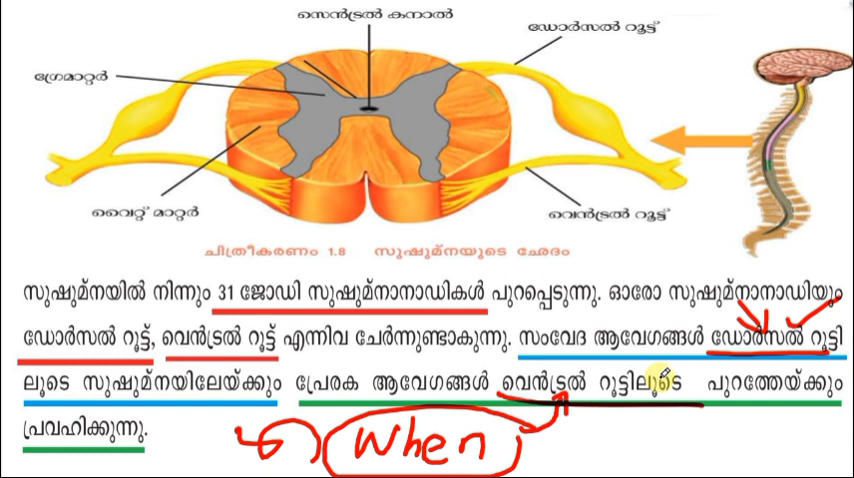 സെൻട്രൽ കനാൽ
ഡോർസൽ റൂട്ട്
ഗ്രേമാറ്റർ
വൈറ്റ് മാറ്റർ
വെൻട്രൽ റൂട്ട്
ചിത്രീകരണം 1.8 സുഷുമ്നയുടെ ഛേദം
സുഷുമ്നയിൽ നിന്നും 31 ജോഡി സുഷുമ്നാനാഡികൾ പുറപ്പെടുന്നു. ഓരോ സുഷുമ്നാനാഡിയും
ഡോർസൽ റൂട്ട്, വെൻട്രൽ റൂട്ട് എന്നിവ ചേർന്നുണ്ടാകുന്നു. സംവേദ ആവേഗങ്ങൾ ഡോർസൽ റൂട്ടി
ലൂടെ സുഷുമ്നയിലേയ്ക്കും പ്രേരക ആവേഗങ്ങൾ വെൻട്രൽ റൂട്ടിലൂടെ പുറത്തേയ്ക്കും
പ്രവഹിക്കുന്നു.
When